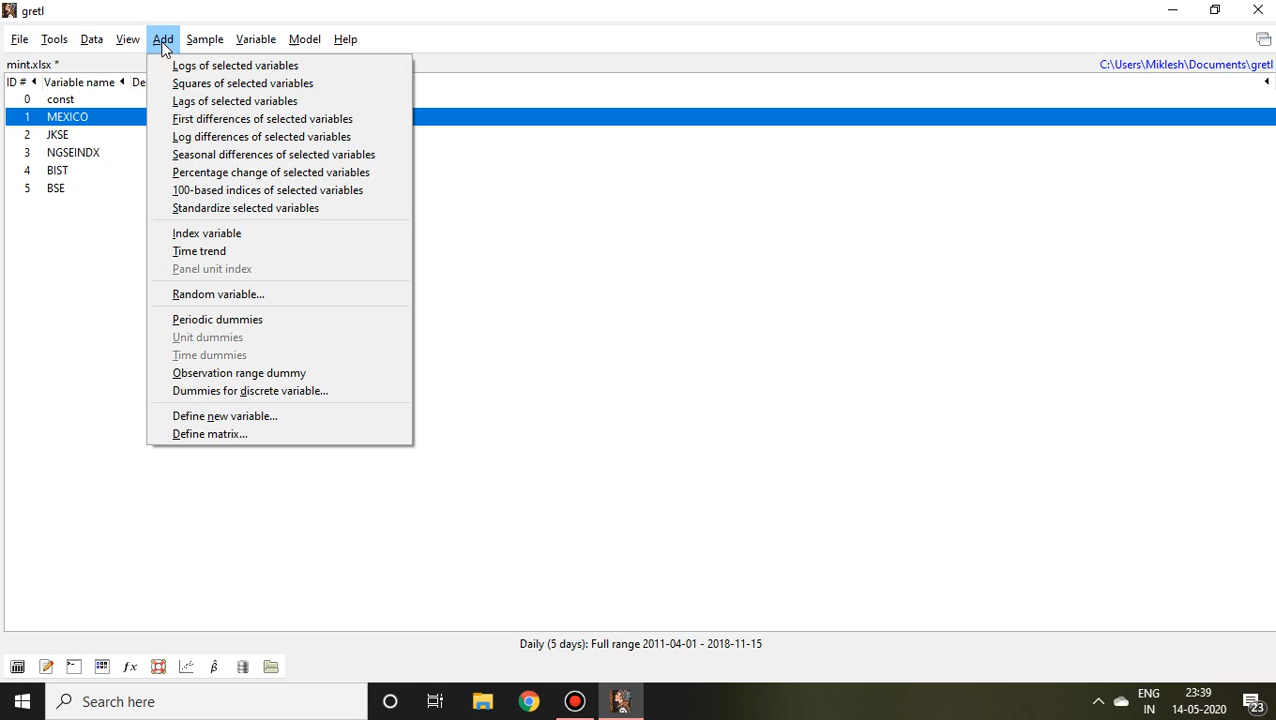 gretl
File Tools Data View Add Sample Variable Model Help
mint.xlsx * C:\Users\Miklesh\Documents\gretl
ID # Variable name De
0 const
1 MEXICO
2 JKSE
3 NGSEINDX
4 BIST
5 BSE
Logs of selected variables
Squares of selected variables
Lags of selected variables
First differences of selected variables
Log differences of selected variables
Seasonal differences of selected variables
Percentage change of selected variables
100-based indices of selected variables
Standardize selected variables
Index variable
Time trend
Panel unit index
Random variable...
Periodic dummies
Unit dummies
Time dummies
Observation range dummy
Dummies for discrete variable...
Define new variable...
Define matrix...
Daily (5 days): Full range 2011-04-01 - 2018-11-15
fx β
Search here
ENG 23:39
IN 14-05-2020 23